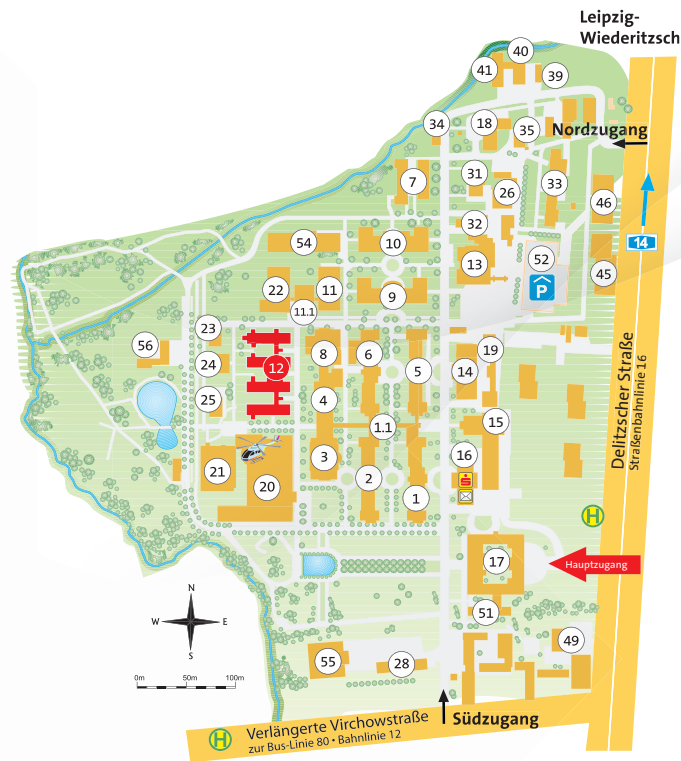 Leipzig-
Wiederitzsch
40
41
39
34
18
35
Nordzugang
31
7
26
33
46
32
54
10
14
13
52
P
45
22
11
9
11.1
23
56
8
6
19
24
12
5
14
25
4
1.1
15
3
16
21
20
2
1
H
17
Hauptzugang
Delitzscher Straße
Straßenbahnlinie 16
N
W E
S
51
49
0m 50m 100m
55
28
Südzugang
H
Verlängerte Virchowstraße
zur Bus-Linie 80 • Bahnlinie 12